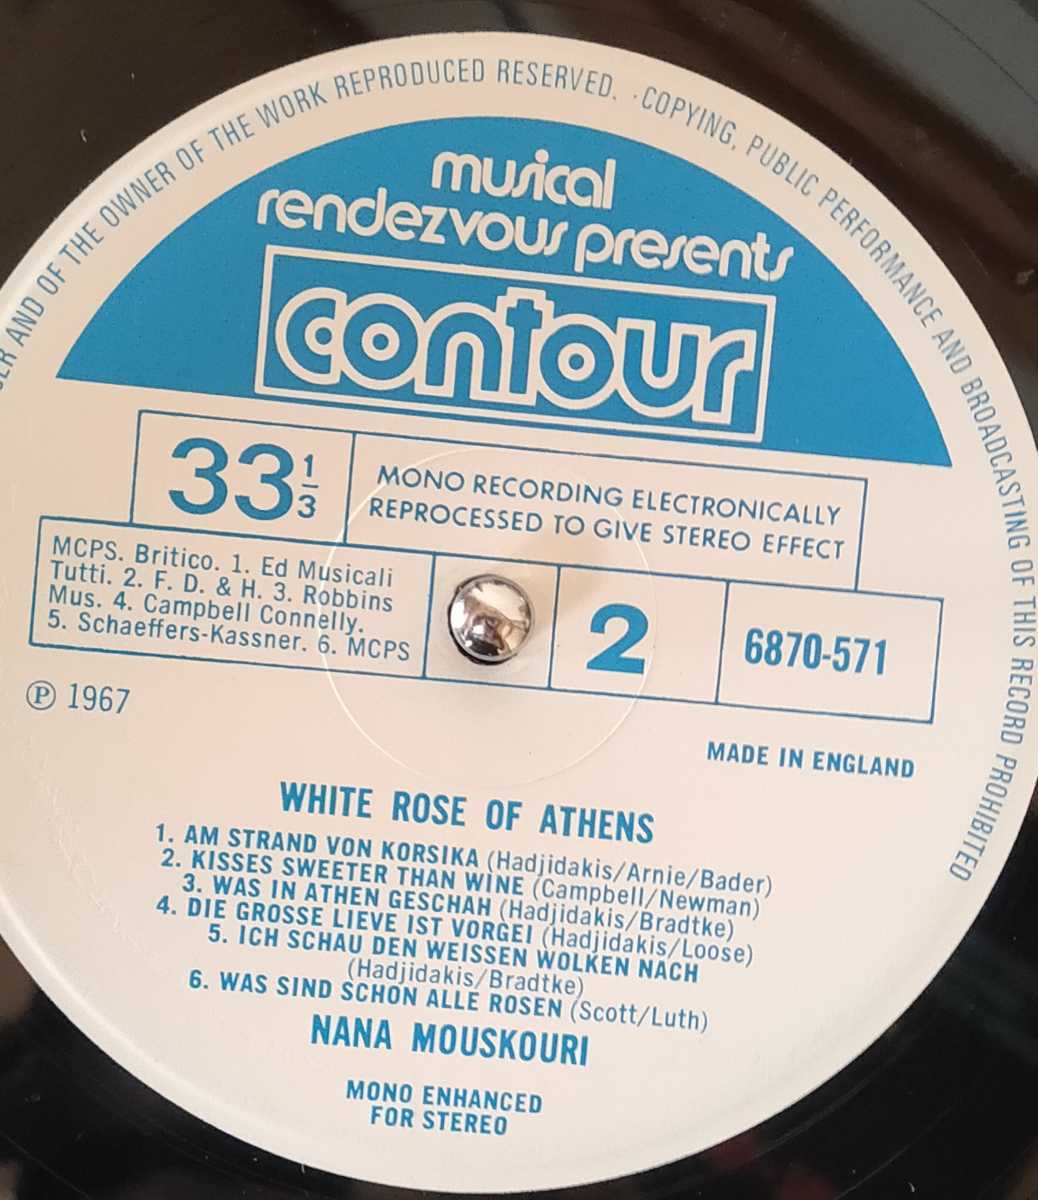 AND OF THE OWNER OF THE WORK REPRODUCED RESERVED. · COPYING, PUBLIC PERFORMANCE AND BROADCASTING OF THIS RECORD PROHIBITED
musical
rendezvous presents
contour
33 1/3
MONO RECORDING ELECTRONICALLY
REPROCESSED TO GIVE STEREO EFFECT
MCPS. Britico. 1. Ed Musicali
Tutti. 2. F. D. & H. 3. Robbins
Mus. 4. Campbell Connelly.
5. Schaeffers-Kassner. 6. MCPS
2
6870-571
℗ 1967
MADE IN ENGLAND
WHITE ROSE OF ATHENS
1. AM STRAND VON KORSIKA (Hadjidakis/Arnie/Bader)
2. KISSES SWEETER THAN WINE (Campbell/Newman)
3. WAS IN ATHEN GESCHAH (Hadjidakis/Bradtke)
4. DIE GROSSE LIEVE IST VORGEI (Hadjidakis/Loose)
5. ICH SCHAU DEN WEISSEN WOLKEN NACH
(Hadjidakis/Bradtke)
6. WAS SIND SCHON ALLE ROSEN (Scott/Luth)
NANA MOUSKOURI
MONO ENHANCED
FOR STEREO